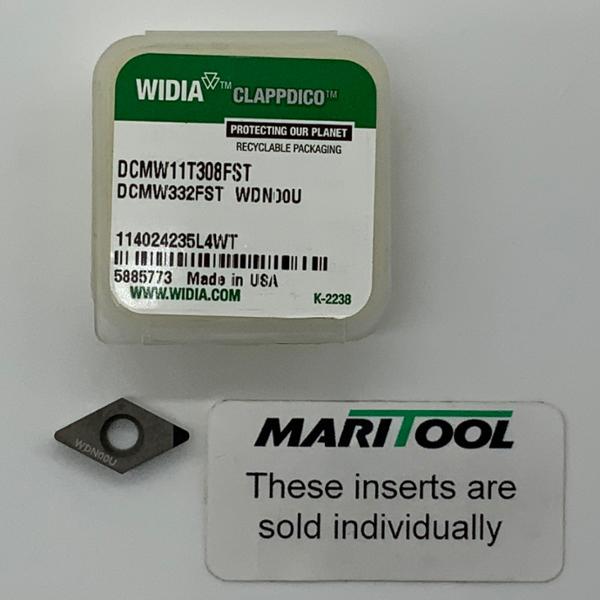 WIDIA™ CLAPPDICO™
PROTECTING OUR PLANET
RECYCLABLE PACKAGING
DCMW11T308FST
DCMW332FST WDN00U
114024235L4WT
5885773 Made in USA
WWW.WIDIA.COM K-2238
WDN00U
MARITOOL
These inserts are
sold individually